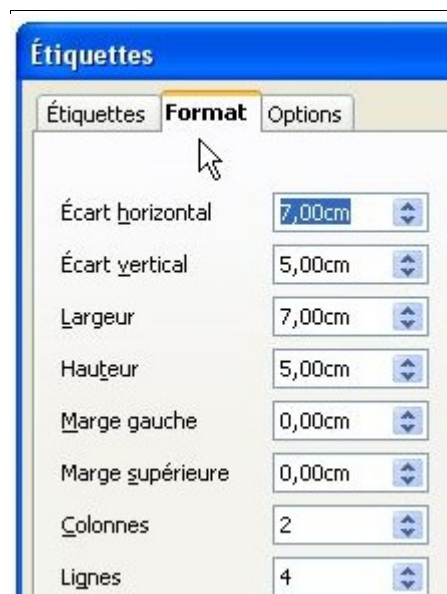 Étiquettes
Étiquettes Format Options
Écart horizontal 7,00cm
Écart vertical 5,00cm
Largeur 7,00cm
Hauteur 5,00cm
Marge gauche 0,00cm
Marge supérieure 0,00cm
Colonnes 2
Lignes 4